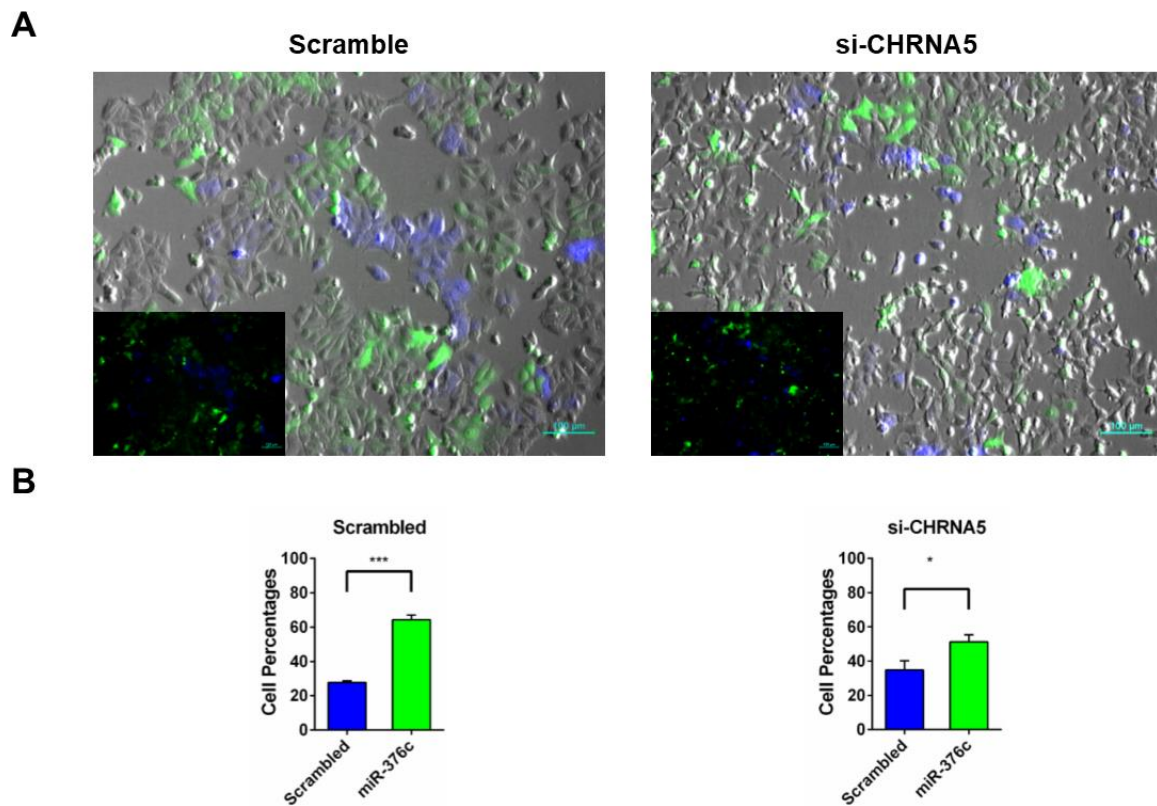 A
Scramble
si-CHRNA5
100 µm
100 µm
B
Scrambled
si-CHRNA5
***
*
Cell Percentages
100
80
60
40
20
0
Scrambled
miR-376c
Cell Percentages
100
80
60
40
20
0
Scrambled
miR-376c